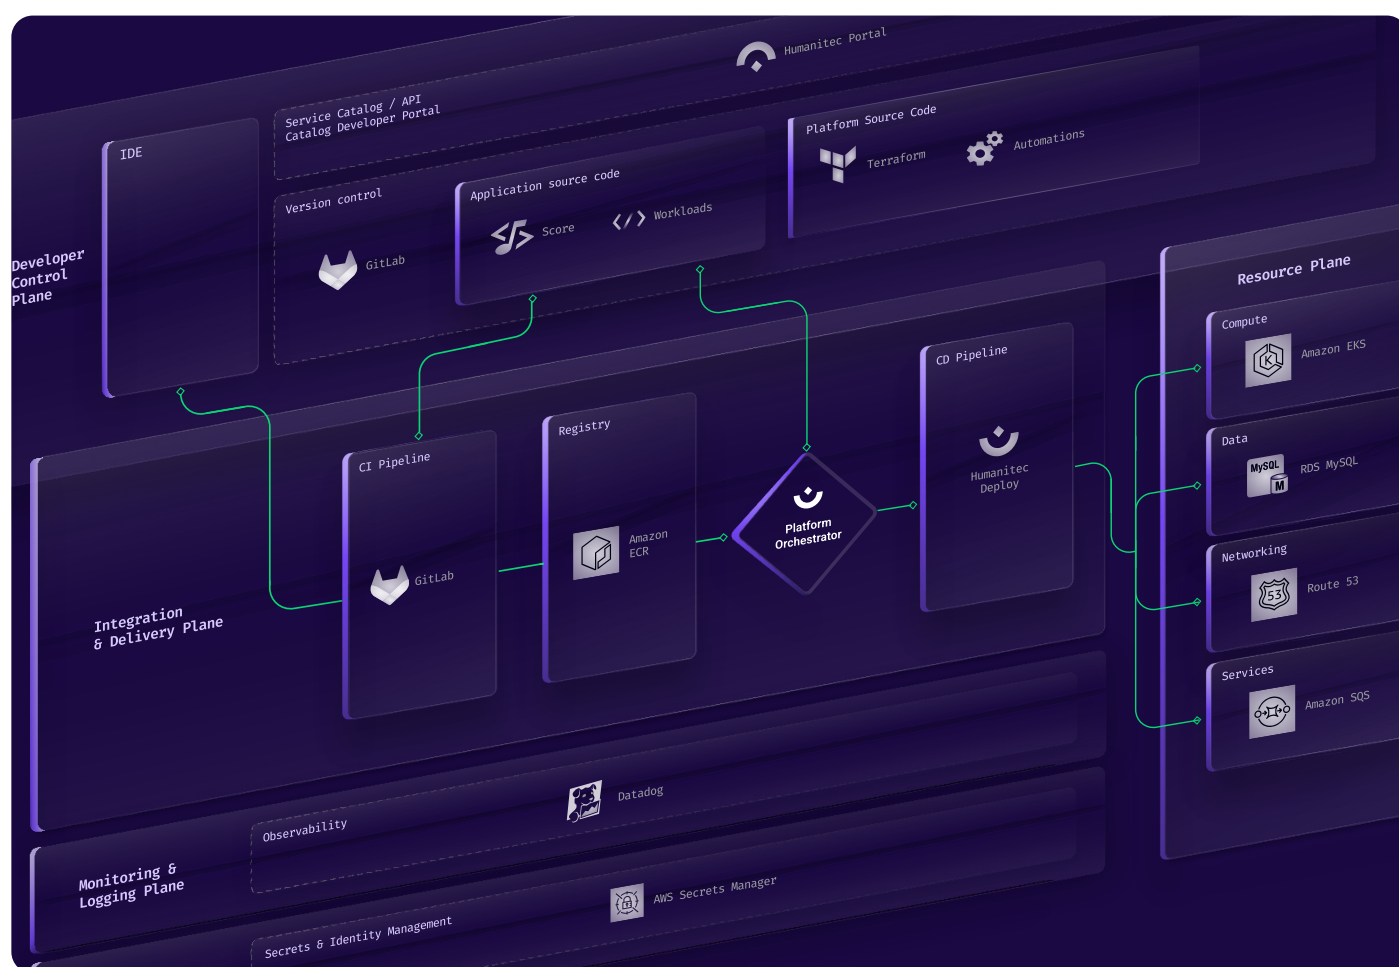 Humanitec Portal
Service Catalog / API
Catalog Developer Portal
IDE
Developer
Control
Plane
Version control
GitLab
Application source code
Score
Workloads
Platform Source Code
Terraform
Automations
Integration
& Delivery Plane
CI Pipeline
GitLab
Registry
Amazon
ECR
Platform
Orchestrator
CD Pipeline
Humanitec
Deploy
Resource Plane
Compute
K
Amazon EKS
Data
MySQL
M
RDS MySQL
Networking
53
Route 53
Services
Amazon SQS
Monitoring &
Logging Plane
Observability
Datadog
Secrets & Identity Management
AWS Secrets Manager